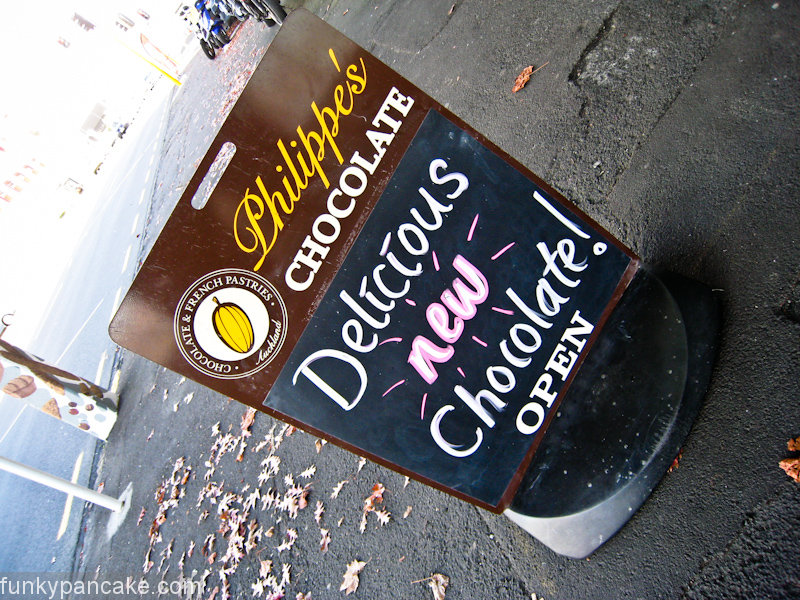 Philippe's
CHOCOLATE
CHOCOLATE & FRENCH PASTRIES
Auckland
Delicious
new
Chocolate!
OPEN
funkypancake.com